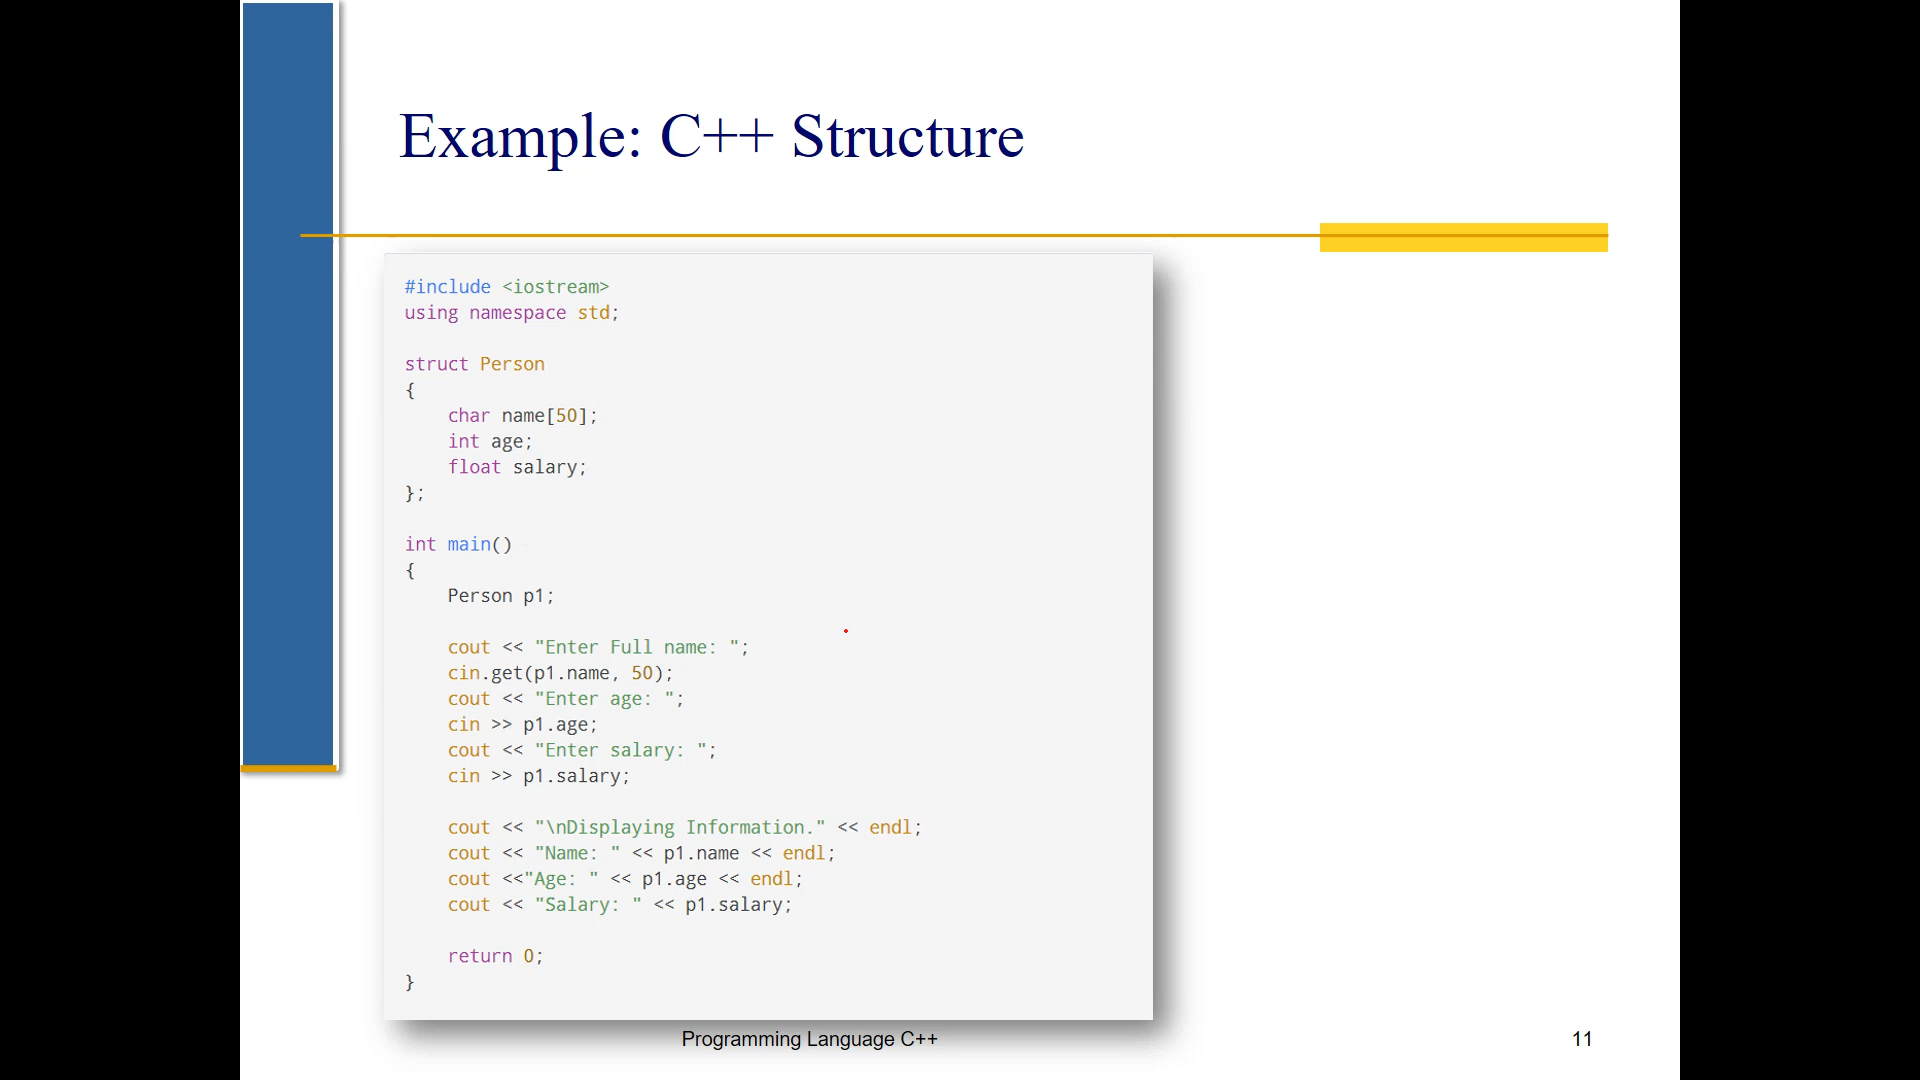 Example: C++ Structure
#include <iostream>
using namespace std;
struct Person
{
    char name[50];
    int age;
    float salary;
};
int main()
{
    Person p1;
    cout << "Enter Full name: ";
    cin.get(p1.name, 50);
    cout << "Enter age: ";
    cin >> p1.age;
    cout << "Enter salary: ";
    cin >> p1.salary;
    cout << "\nDisplaying Information." << endl;
    cout << "Name: " << p1.name << endl;
    cout <<"Age: " << p1.age << endl;
    cout << "Salary: " << p1.salary;
    return 0;
}
Programming Language C++
11